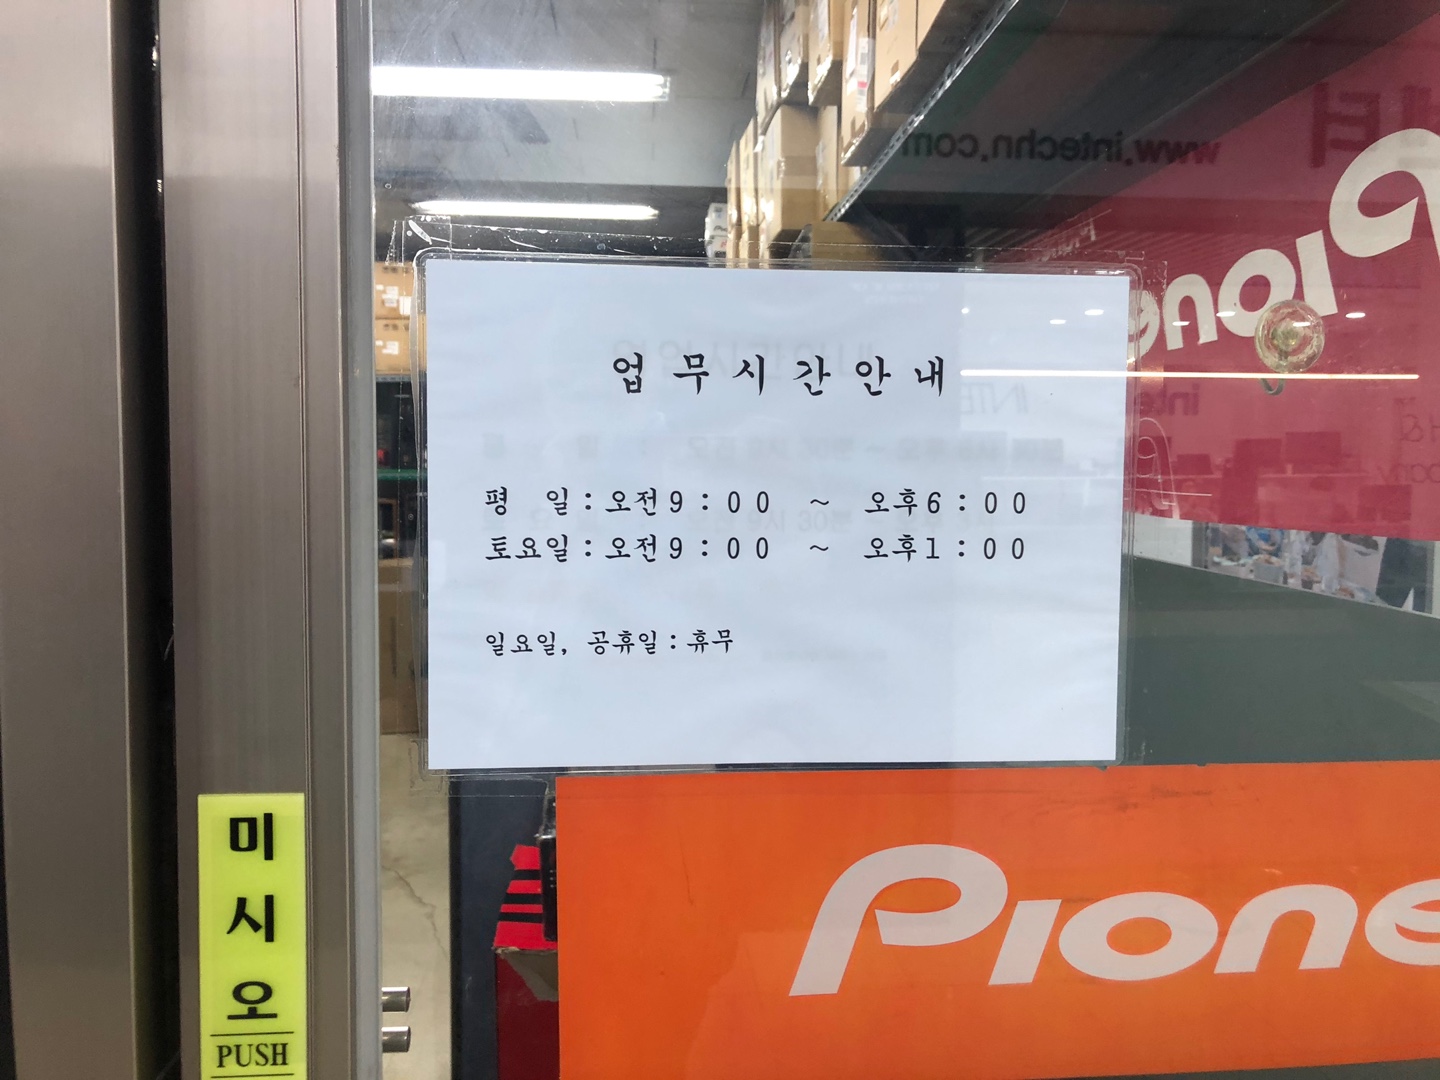 www.intechn.com
Pioneer
업무시간안내
평 일 : 오전 9 : 00 ~ 오후 6 : 00
토요일 : 오전 9 : 00 ~ 오후 1 : 00
일요일, 공휴일 : 휴무
미시오
PUSH
Pione